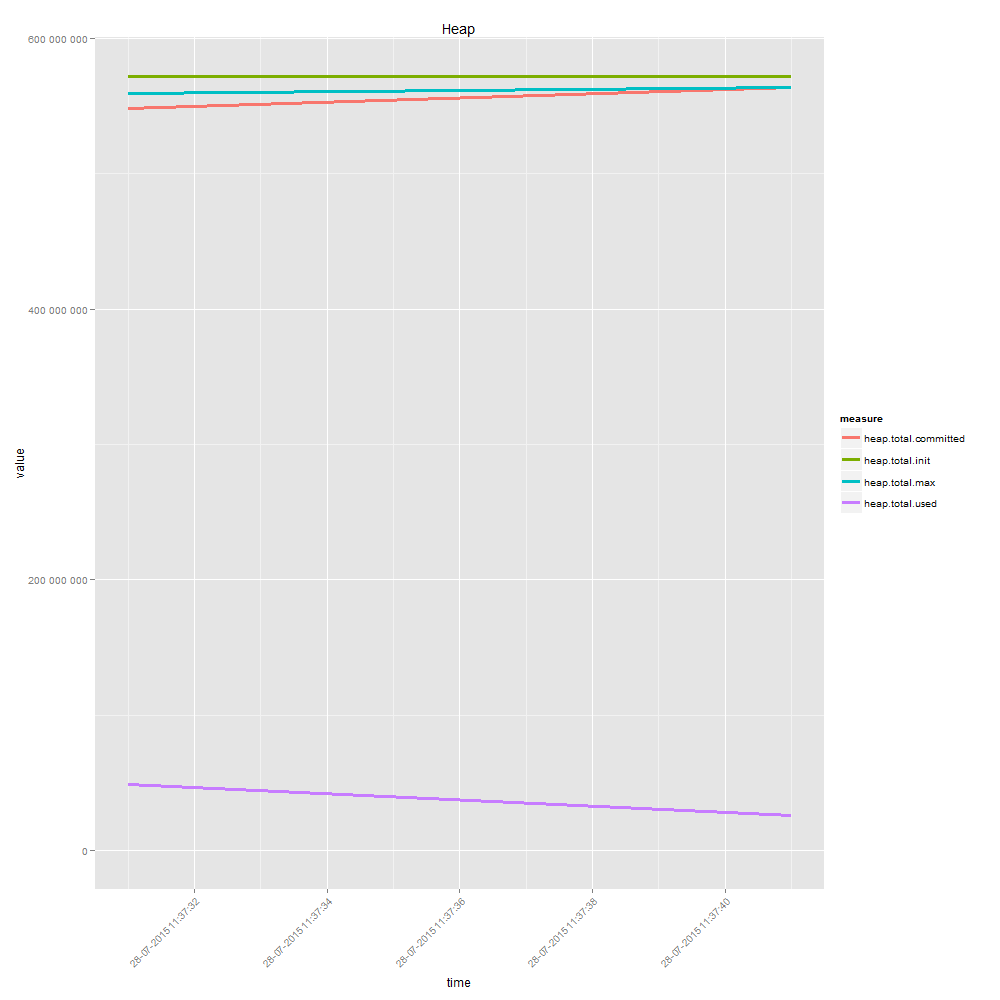 Heap
600 000 000
400 000 000
200 000 000
0
value
28-07-2015 11:37:32
28-07-2015 11:37:34
28-07-2015 11:37:36
28-07-2015 11:37:38
28-07-2015 11:37:40
time
measure
heap.total.committed
heap.total.init
heap.total.max
heap.total.used